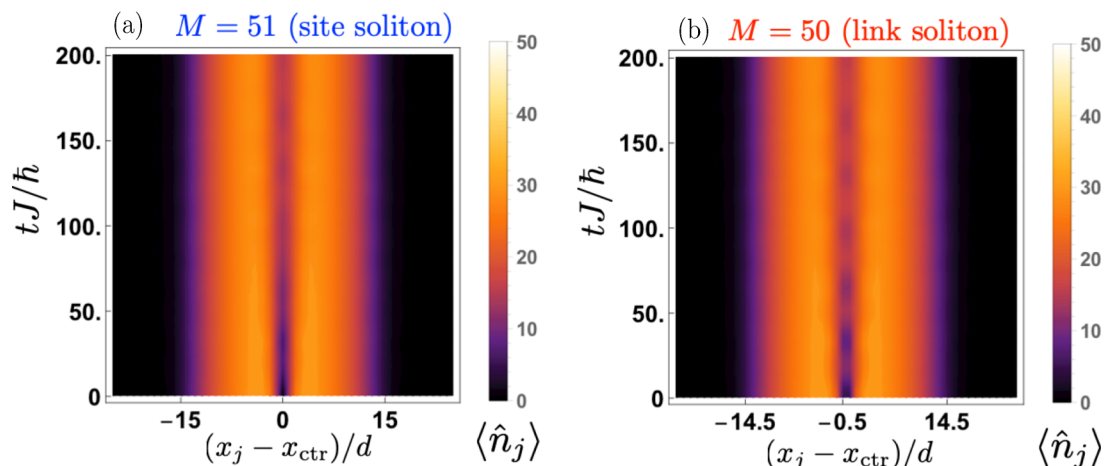 (a) M = 51 (site soliton)
200.
150.
100.
50.
0
tJ/ℏ
−15 0 15
(x_j − x_ctr)/d
50
40
30
20
10
0
⟨n̂_j⟩
(b) M = 50 (link soliton)
200.
150.
100.
50.
0
tJ/ℏ
−14.5 −0.5 14.5
(x_j − x_ctr)/d
50
40
30
20
10
0
⟨n̂_j⟩